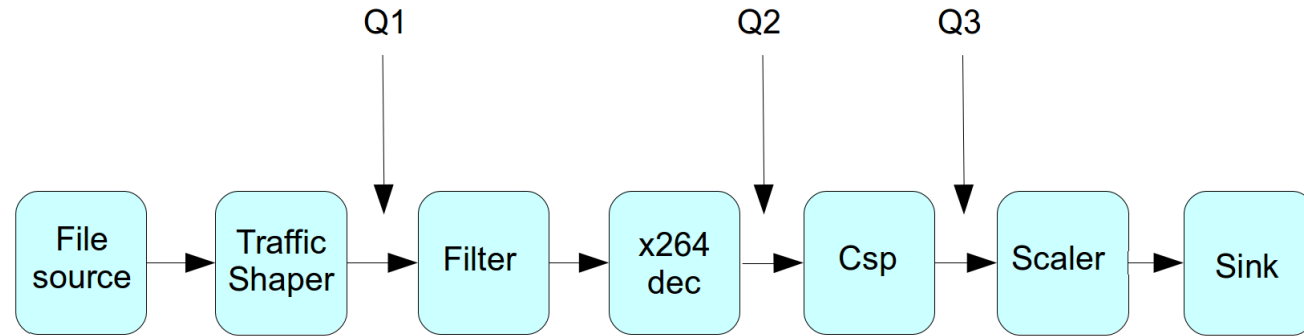 Q1
Q2
Q3
File
source
Traffic
Shaper
Filter
x264
dec
Csp
Scaler
Sink